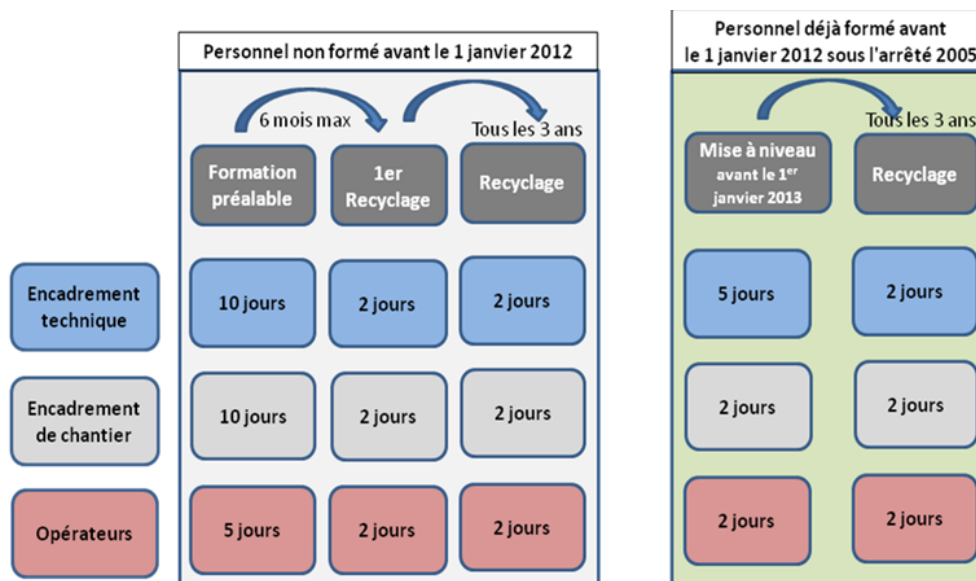 Personnel non formé avant le 1 janvier 2012
6 mois max
Tous les 3 ans
Formation
préalable
1er
Recyclage
Recyclage
Personnel déjà formé avant
le 1 janvier 2012 sous l'arrêté 2005
Tous les 3 ans
Mise à niveau
avant le 1er
janvier 2013
Recyclage
Encadrement
technique
10 jours
2 jours
2 jours
5 jours
2 jours
Encadrement
de chantier
10 jours
2 jours
2 jours
2 jours
2 jours
Opérateurs
5 jours
2 jours
2 jours
2 jours
2 jours